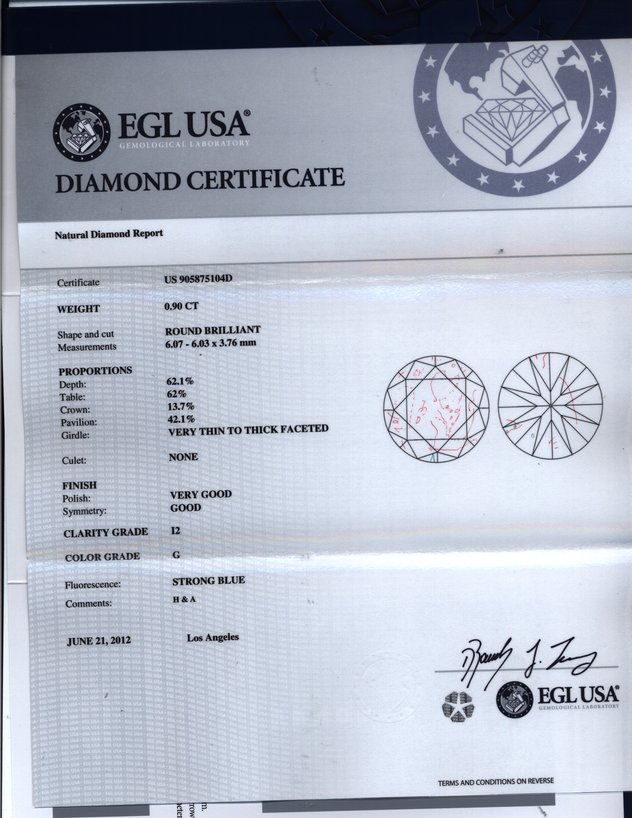 EGL USA®
GEMOLOGICAL LABORATORY
DIAMOND CERTIFICATE
Natural Diamond Report
Certificate US 905875104D
WEIGHT 0.90 CT
Shape and cut ROUND BRILLIANT
Measurements 6.07 - 6.03 x 3.76 mm
PROPORTIONS
Depth: 62.1%
Table: 62%
Crown: 13.7%
Pavilion: 42.1%
Girdle: VERY THIN TO THICK FACETED
Culet: NONE
FINISH
Polish: VERY GOOD
Symmetry: GOOD
CLARITY GRADE I2
COLOR GRADE G
Fluorescence: STRONG BLUE
Comments: H & A
JUNE 21, 2012 Los Angeles
EGL USA®
GEMOLOGICAL LABORATORY
TERMS AND CONDITIONS ON REVERSE